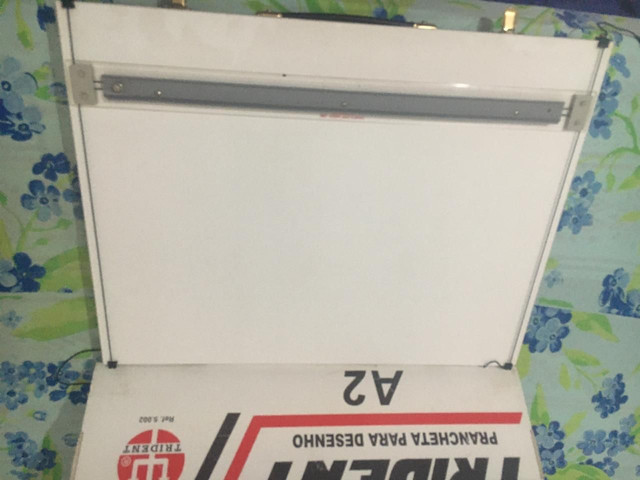 TRIDENT
PRANCHETA PARA DESENHO
A2
TRIDENT
Ref. 5.002